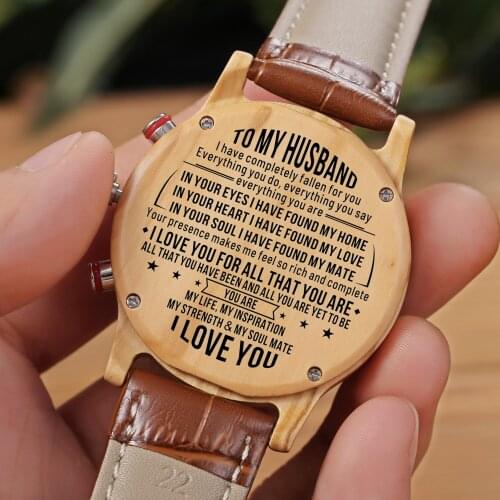 TO MY HUSBAND
I have completely fallen for you
Everything you do, everything you say
everything you are
IN YOUR EYES I HAVE FOUND MY HOME
IN YOUR HEART I HAVE FOUND MY LOVE
IN YOUR SOUL I HAVE FOUND MY MATE
Your presence makes me feel so rich and complete
I LOVE YOU FOR ALL THAT YOU ARE
ALL THAT YOU HAVE BEEN AND ALL YOU ARE YET TO BE
YOU ARE
MY LIFE, MY INSPIRATION
MY STRENGTH & MY SOUL MATE
I LOVE YOU
22